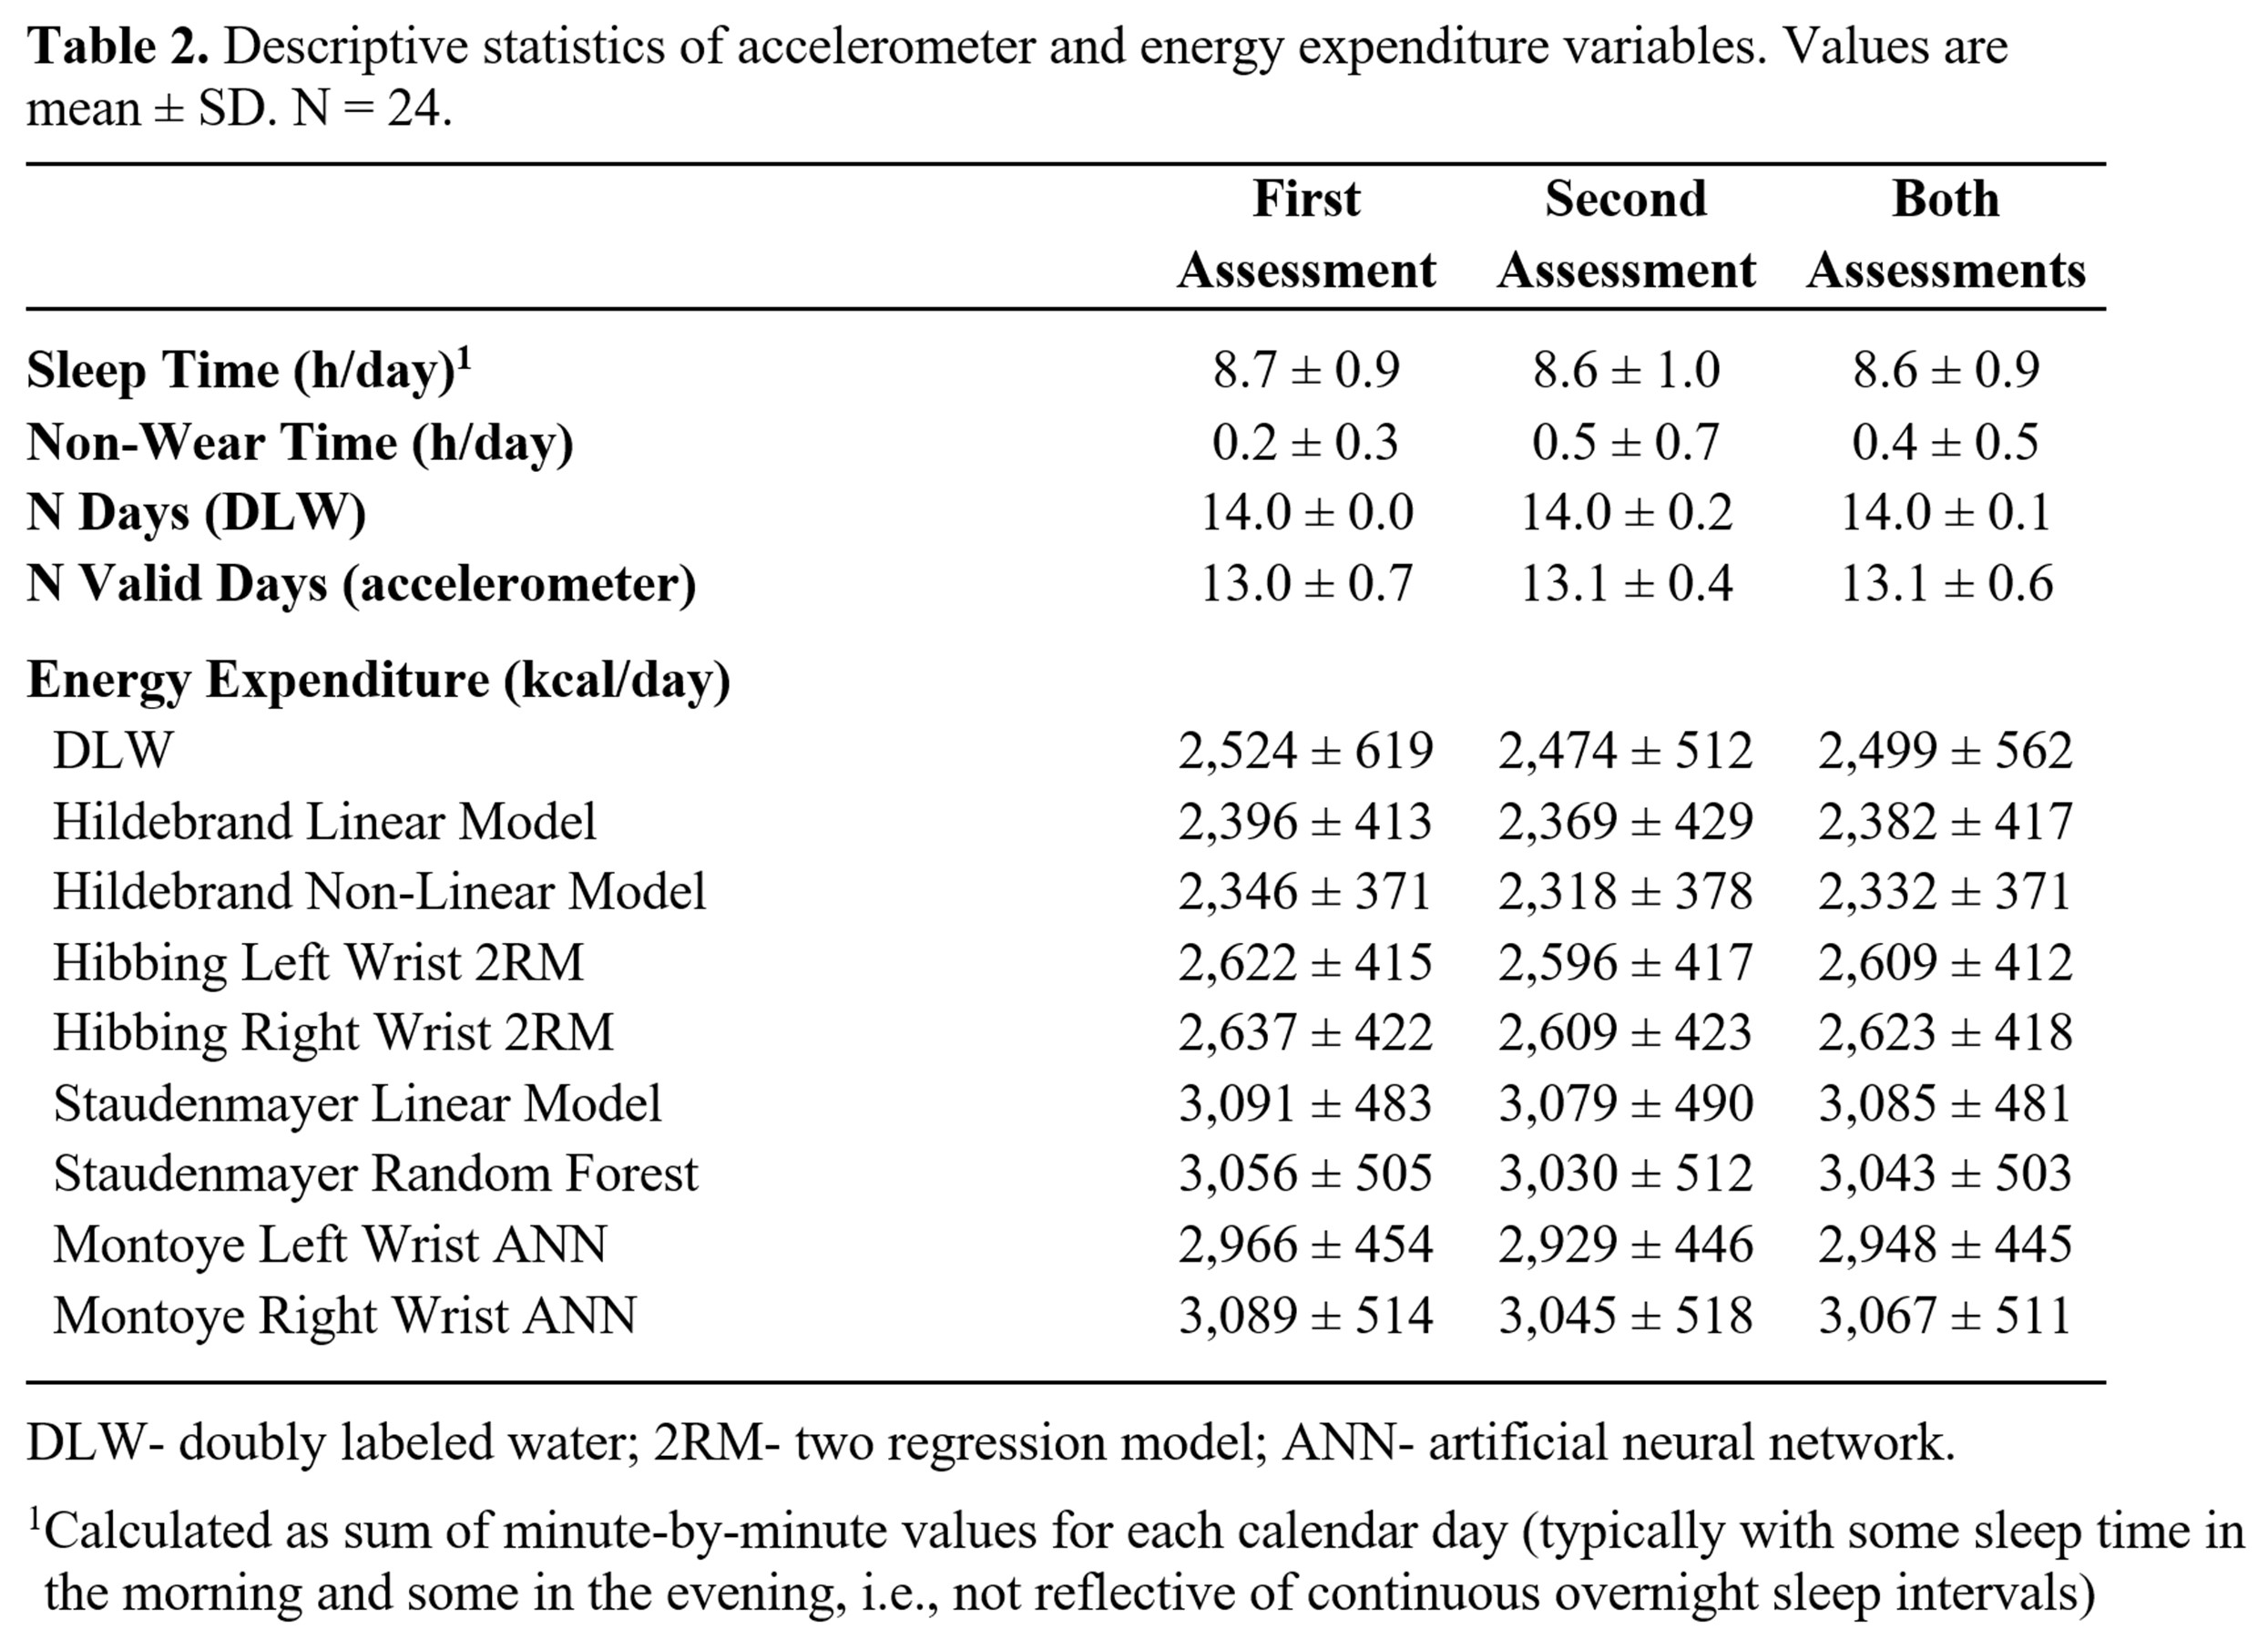 Table 2. Descriptive statistics of accelerometer and energy expenditure variables. Values are
mean ± SD. N = 24.
First Second Both
Assessment Assessment Assessments
Sleep Time (h/day)¹ 8.7 ± 0.9 8.6 ± 1.0 8.6 ± 0.9
Non-Wear Time (h/day) 0.2 ± 0.3 0.5 ± 0.7 0.4 ± 0.5
N Days (DLW) 14.0 ± 0.0 14.0 ± 0.2 14.0 ± 0.1
N Valid Days (accelerometer) 13.0 ± 0.7 13.1 ± 0.4 13.1 ± 0.6
Energy Expenditure (kcal/day)
DLW 2,524 ± 619 2,474 ± 512 2,499 ± 562
Hildebrand Linear Model 2,396 ± 413 2,369 ± 429 2,382 ± 417
Hildebrand Non-Linear Model 2,346 ± 371 2,318 ± 378 2,332 ± 371
Hibbing Left Wrist 2RM 2,622 ± 415 2,596 ± 417 2,609 ± 412
Hibbing Right Wrist 2RM 2,637 ± 422 2,609 ± 423 2,623 ± 418
Staudenmayer Linear Model 3,091 ± 483 3,079 ± 490 3,085 ± 481
Staudenmayer Random Forest 3,056 ± 505 3,030 ± 512 3,043 ± 503
Montoye Left Wrist ANN 2,966 ± 454 2,929 ± 446 2,948 ± 445
Montoye Right Wrist ANN 3,089 ± 514 3,045 ± 518 3,067 ± 511
DLW- doubly labeled water; 2RM- two regression model; ANN- artificial neural network.
¹Calculated as sum of minute-by-minute values for each calendar day (typically with some sleep time in
the morning and some in the evening, i.e., not reflective of continuous overnight sleep intervals)